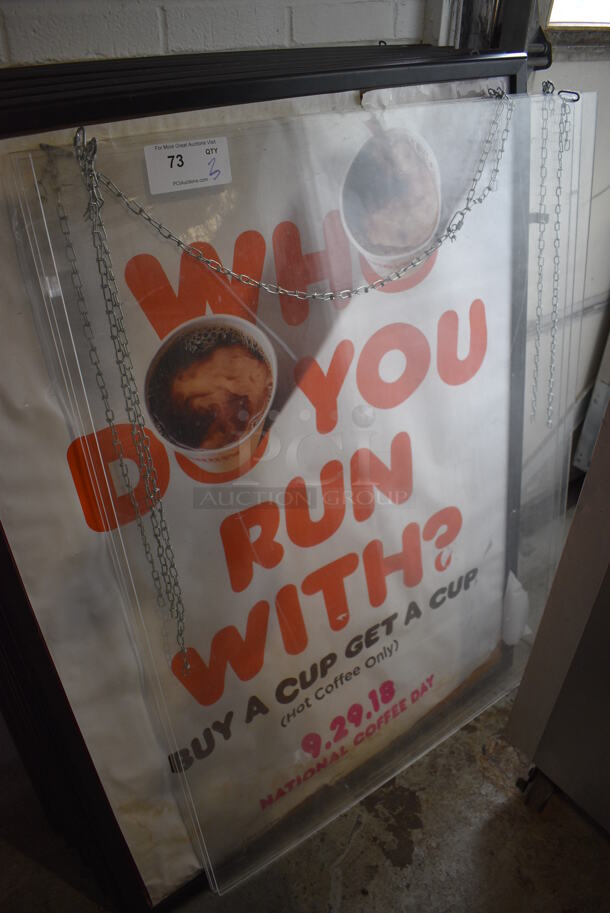 For More Great Auctions Visit
73 QTY 3
PCIAuctions.com
WHO
DO YOU
RUN
WITH?
BUY A CUP GET A CUP
(Hot Coffee Only)
9.29.18
NATIONAL COFFEE DAY
PCI
AUCTION GROUP